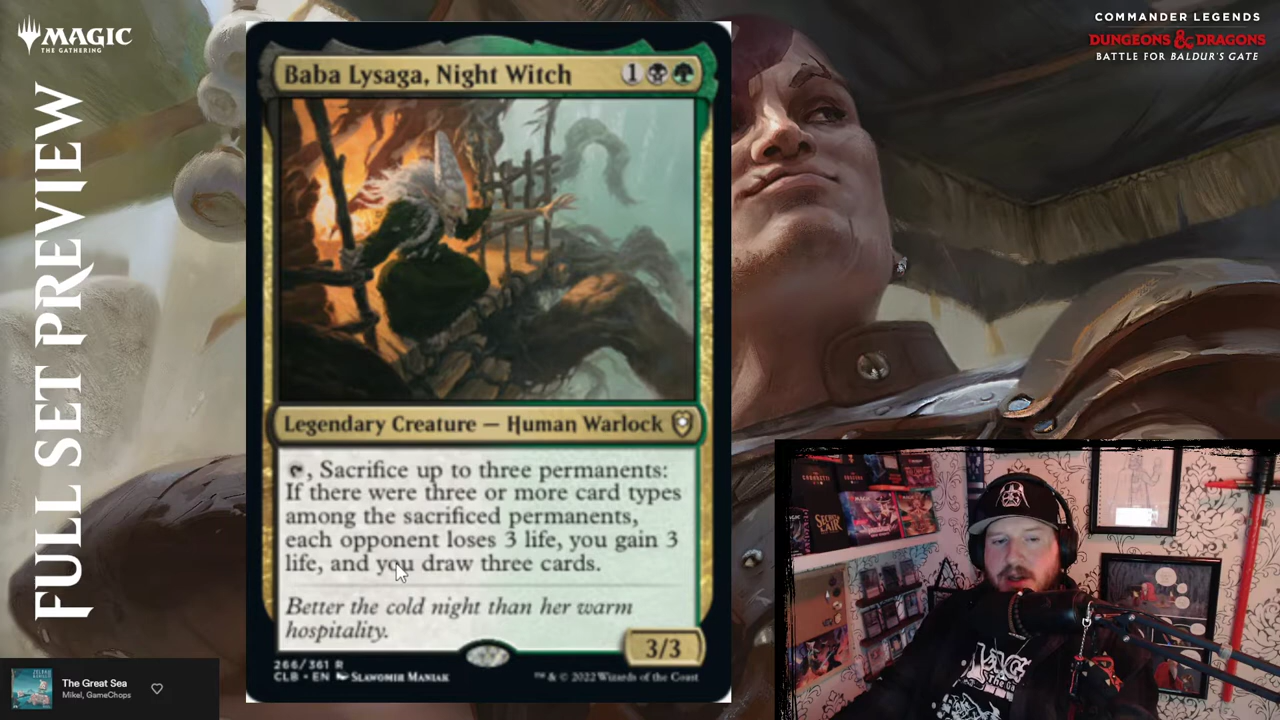 MAGIC
THE GATHERING
FULL SET PREVIEW
COMMANDER LEGENDS
DUNGEONS & DRAGONS
BATTLE FOR BALDUR'S GATE
Baba Lysaga, Night Witch 1
Legendary Creature — Human Warlock
, Sacrifice up to three permanents:
If there were three or more card types
among the sacrificed permanents,
each opponent loses 3 life, you gain 3
life, and you draw three cards.
Better the cold night than her warm
hospitality.
3/3
266/361 R
CLB • EN Slawomir Maniak
™ & © 2022 Wizards of the Coast
The Great Sea
Mikel, GameChops
SECRET
LAIR